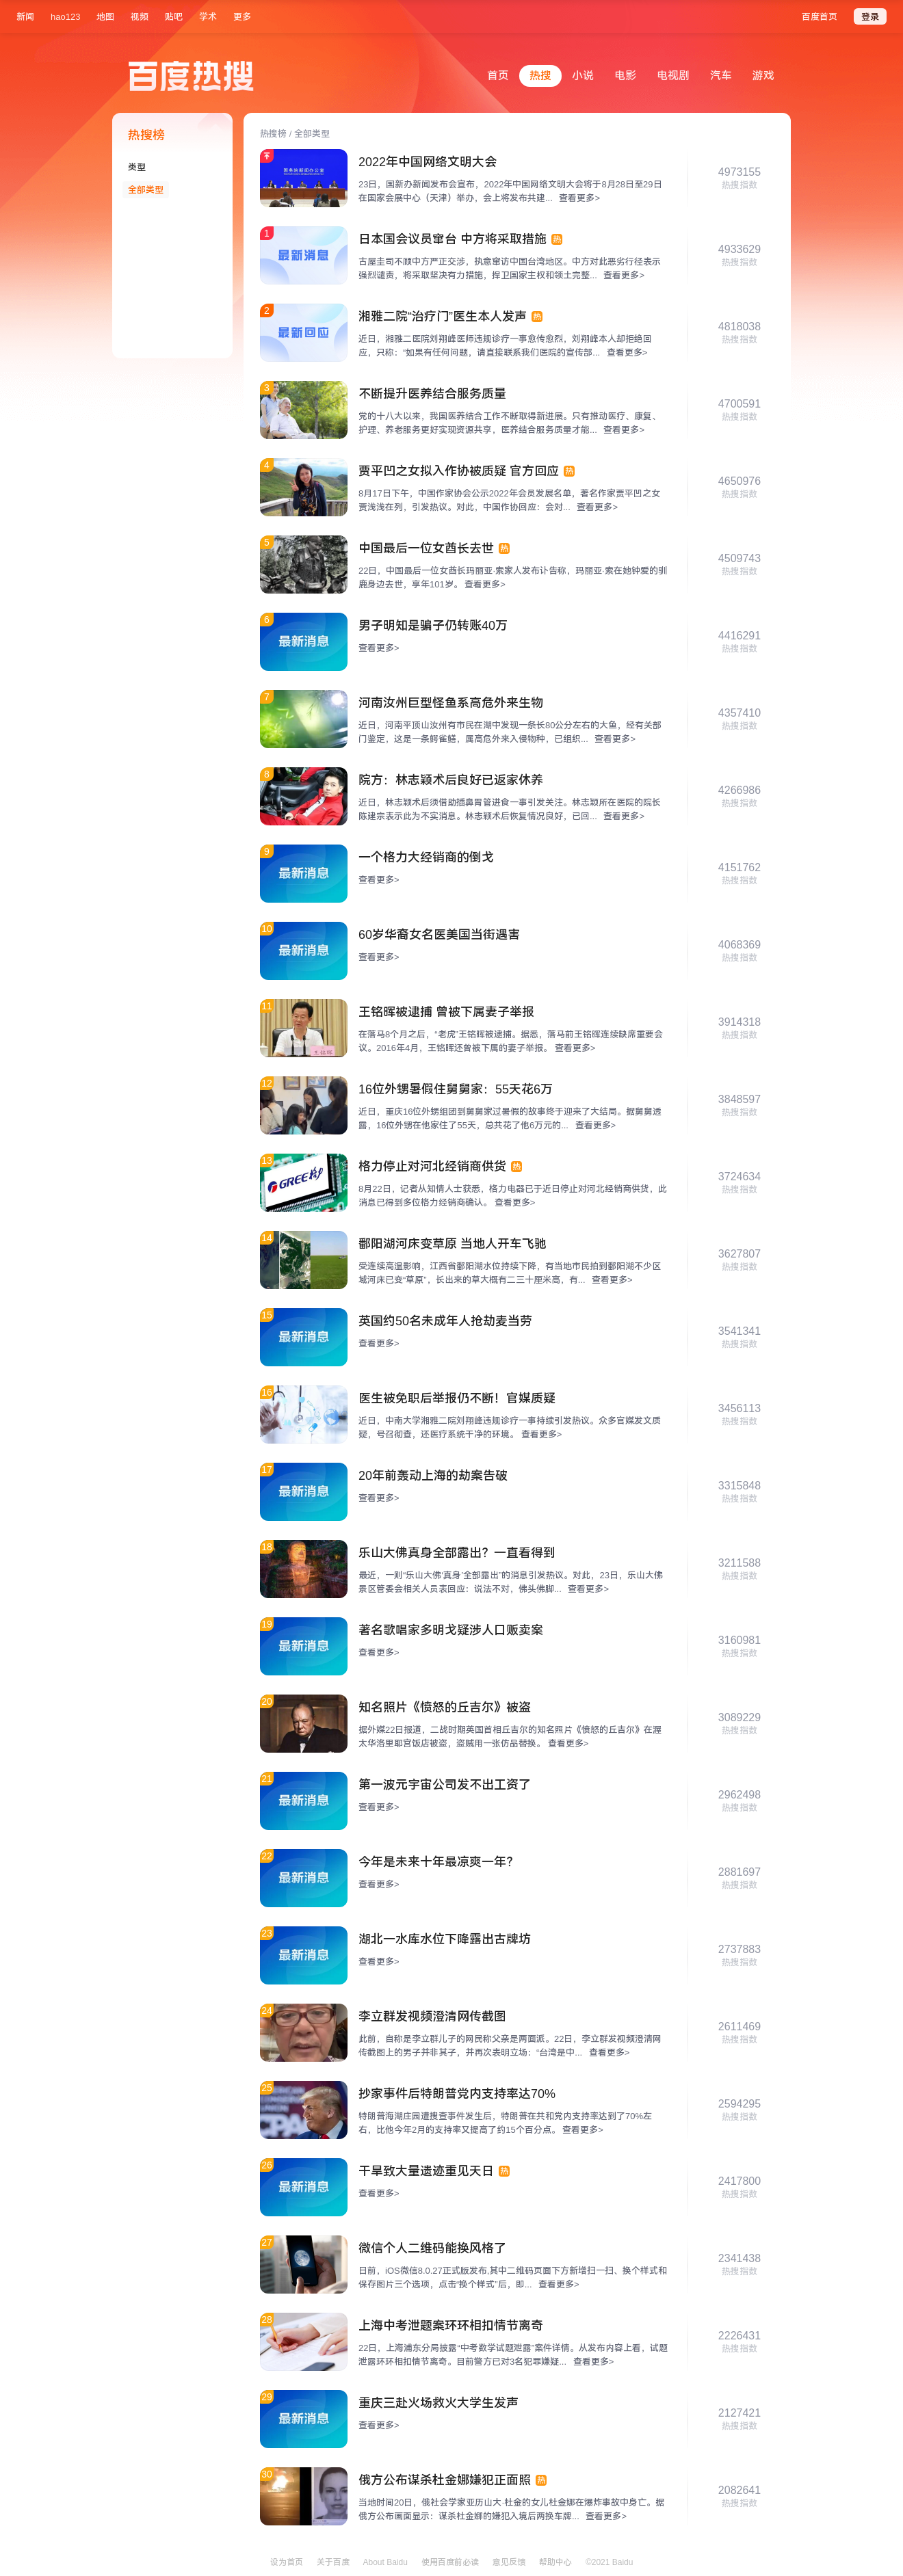 新闻 hao123 地图 视频 贴吧 学术 更多 百度首页 登录
百度热搜 首页 热搜 小说 电影 电视剧 汽车 游戏
热搜榜
类型
全部类型
热搜榜 / 全部类型
2022年中国网络文明大会
23日，国新办新闻发布会宣布，2022年中国网络文明大会将于8月28日至29日
在国家会展中心（天津）举办，会上将发布共建... 查看更多>
4973155
热搜指数
1
最新消息
日本国会议员窜台 中方将采取措施 热
古屋圭司不顾中方严正交涉，执意窜访中国台湾地区。中方对此恶劣行径表示
强烈谴责，将采取坚决有力措施，捍卫国家主权和领土完整... 查看更多>
4933629
热搜指数
2
最新回应
湘雅二院“治疗门”医生本人发声 热
近日，湘雅二医院刘翔峰医师违规诊疗一事愈传愈烈，刘翔峰本人却拒绝回
应，只称：“如果有任何问题，请直接联系我们医院的宣传部... 查看更多>
4818038
热搜指数
3
不断提升医养结合服务质量
党的十八大以来，我国医养结合工作不断取得新进展。只有推动医疗、康复、
护理、养老服务更好实现资源共享，医养结合服务质量才能... 查看更多>
4700591
热搜指数
4
贾平凹之女拟入作协被质疑 官方回应 热
8月17日下午，中国作家协会公示2022年会员发展名单，著名作家贾平凹之女
贾浅浅在列，引发热议。对此，中国作协回应：会对... 查看更多>
4650976
热搜指数
5
中国最后一位女酋长去世 热
22日，中国最后一位女酋长玛丽亚·索家人发布讣告称，玛丽亚·索在她钟爱的驯
鹿身边去世，享年101岁。 查看更多>
4509743
热搜指数
6
最新消息
男子明知是骗子仍转账40万
查看更多>
4416291
热搜指数
7
河南汝州巨型怪鱼系高危外来生物
近日，河南平顶山汝州有市民在湖中发现一条长80公分左右的大鱼，经有关部
门鉴定，这是一条鳄雀鳝，属高危外来入侵物种，已组织... 查看更多>
4357410
热搜指数
8
院方：林志颖术后良好已返家休养
近日，林志颖术后须借助插鼻胃管进食一事引发关注。林志颖所在医院的院长
陈建宗表示此为不实消息。林志颖术后恢复情况良好，已回... 查看更多>
4266986
热搜指数
9
最新消息
一个格力大经销商的倒戈
查看更多>
4151762
热搜指数
10
最新消息
60岁华裔女名医美国当街遇害
查看更多>
4068369
热搜指数
11
王铭晖被逮捕 曾被下属妻子举报
在落马8个月之后，“老虎”王铭晖被逮捕。据悉，落马前王铭晖连续缺席重要会
议。2016年4月，王铭晖还曾被下属的妻子举报。 查看更多>
3914318
热搜指数
12
16位外甥暑假住舅舅家：55天花6万
近日，重庆16位外甥组团到舅舅家过暑假的故事终于迎来了大结局。据舅舅透
露，16位外甥在他家住了55天，总共花了他6万元的... 查看更多>
3848597
热搜指数
13
GREE
格力停止对河北经销商供货 热
8月22日，记者从知情人士获悉，格力电器已于近日停止对河北经销商供货，此
消息已得到多位格力经销商确认。 查看更多>
3724634
热搜指数
14
鄱阳湖河床变草原 当地人开车飞驰
受连续高温影响，江西省鄱阳湖水位持续下降，有当地市民拍到鄱阳湖不少区
域河床已变“草原”，长出来的草大概有二三十厘米高，有... 查看更多>
3627807
热搜指数
15
最新消息
英国约50名未成年人抢劫麦当劳
查看更多>
3541341
热搜指数
16
医生被免职后举报仍不断！官媒质疑
近日，中南大学湘雅二院刘翔峰违规诊疗一事持续引发热议。众多官媒发文质
疑，号召彻查，还医疗系统干净的环境。 查看更多>
3456113
热搜指数
17
最新消息
20年前轰动上海的劫案告破
查看更多>
3315848
热搜指数
18
乐山大佛真身全部露出？一直看得到
最近，一则“乐山大佛‘真身’全部露出”的消息引发热议。对此，23日，乐山大佛
景区管委会相关人员表回应：说法不对，佛头佛脚... 查看更多>
3211588
热搜指数
19
最新消息
著名歌唱家多明戈疑涉人口贩卖案
查看更多>
3160981
热搜指数
20
知名照片《愤怒的丘吉尔》被盗
据外媒22日报道，二战时期英国首相丘吉尔的知名照片《愤怒的丘吉尔》在渥
太华洛里耶宫饭店被盗，盗贼用一张仿品替换。 查看更多>
3089229
热搜指数
21
最新消息
第一波元宇宙公司发不出工资了
查看更多>
2962498
热搜指数
22
最新消息
今年是未来十年最凉爽一年？
查看更多>
2881697
热搜指数
23
最新消息
湖北一水库水位下降露出古牌坊
查看更多>
2737883
热搜指数
24
李立群发视频澄清网传截图
此前，自称是李立群儿子的网民称父亲是两面派。22日，李立群发视频澄清网
传截图上的男子并非其子，并再次表明立场：“台湾是中... 查看更多>
2611469
热搜指数
25
抄家事件后特朗普党内支持率达70%
特朗普海湖庄园遭搜查事件发生后，特朗普在共和党内支持率达到了70%左
右，比他今年2月的支持率又提高了约15个百分点。 查看更多>
2594295
热搜指数
26
最新消息
干旱致大量遗迹重见天日 热
查看更多>
2417800
热搜指数
27
微信个人二维码能换风格了
日前，iOS微信8.0.27正式版发布,其中二维码页面下方新增扫一扫、换个样式和
保存图片三个选项，点击“换个样式”后，即... 查看更多>
2341438
热搜指数
28
上海中考泄题案环环相扣情节离奇
22日，上海浦东分局披露“中考数学试题泄露”案件详情。从发布内容上看，试题
泄露环环相扣情节离奇。目前警方已对3名犯罪嫌疑... 查看更多>
2226431
热搜指数
29
最新消息
重庆三赴火场救火大学生发声
查看更多>
2127421
热搜指数
30
俄方公布谋杀杜金娜嫌犯正面照 热
当地时间20日，俄社会学家亚历山大·杜金的女儿杜金娜在爆炸事故中身亡。据
俄方公布画面显示：谋杀杜金娜的嫌犯入境后两换车牌... 查看更多>
2082641
热搜指数
设为首页 关于百度 About Baidu 使用百度前必读 意见反馈 帮助中心 ©2021 Baidu